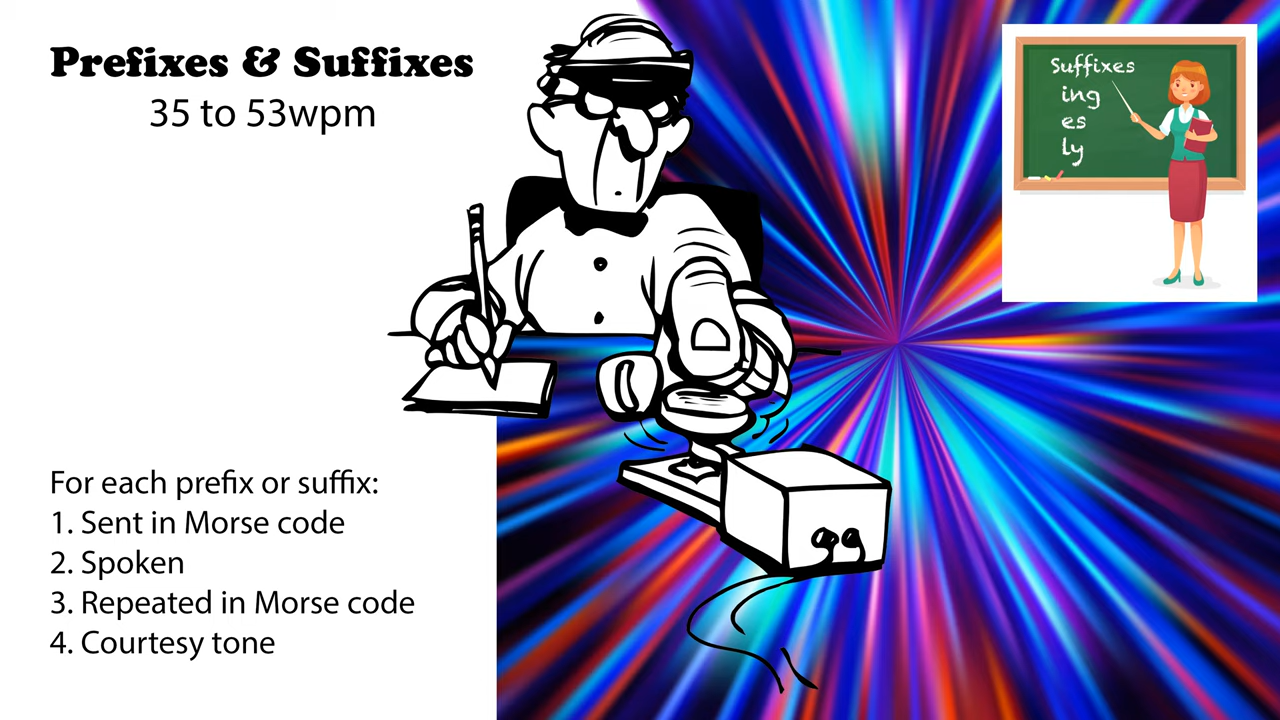 Prefixes & Suffixes
35 to 53wpm
Suffixes
ing
es
ly
For each prefix or suffix:
1. Sent in Morse code
2. Spoken
3. Repeated in Morse code
4. Courtesy tone